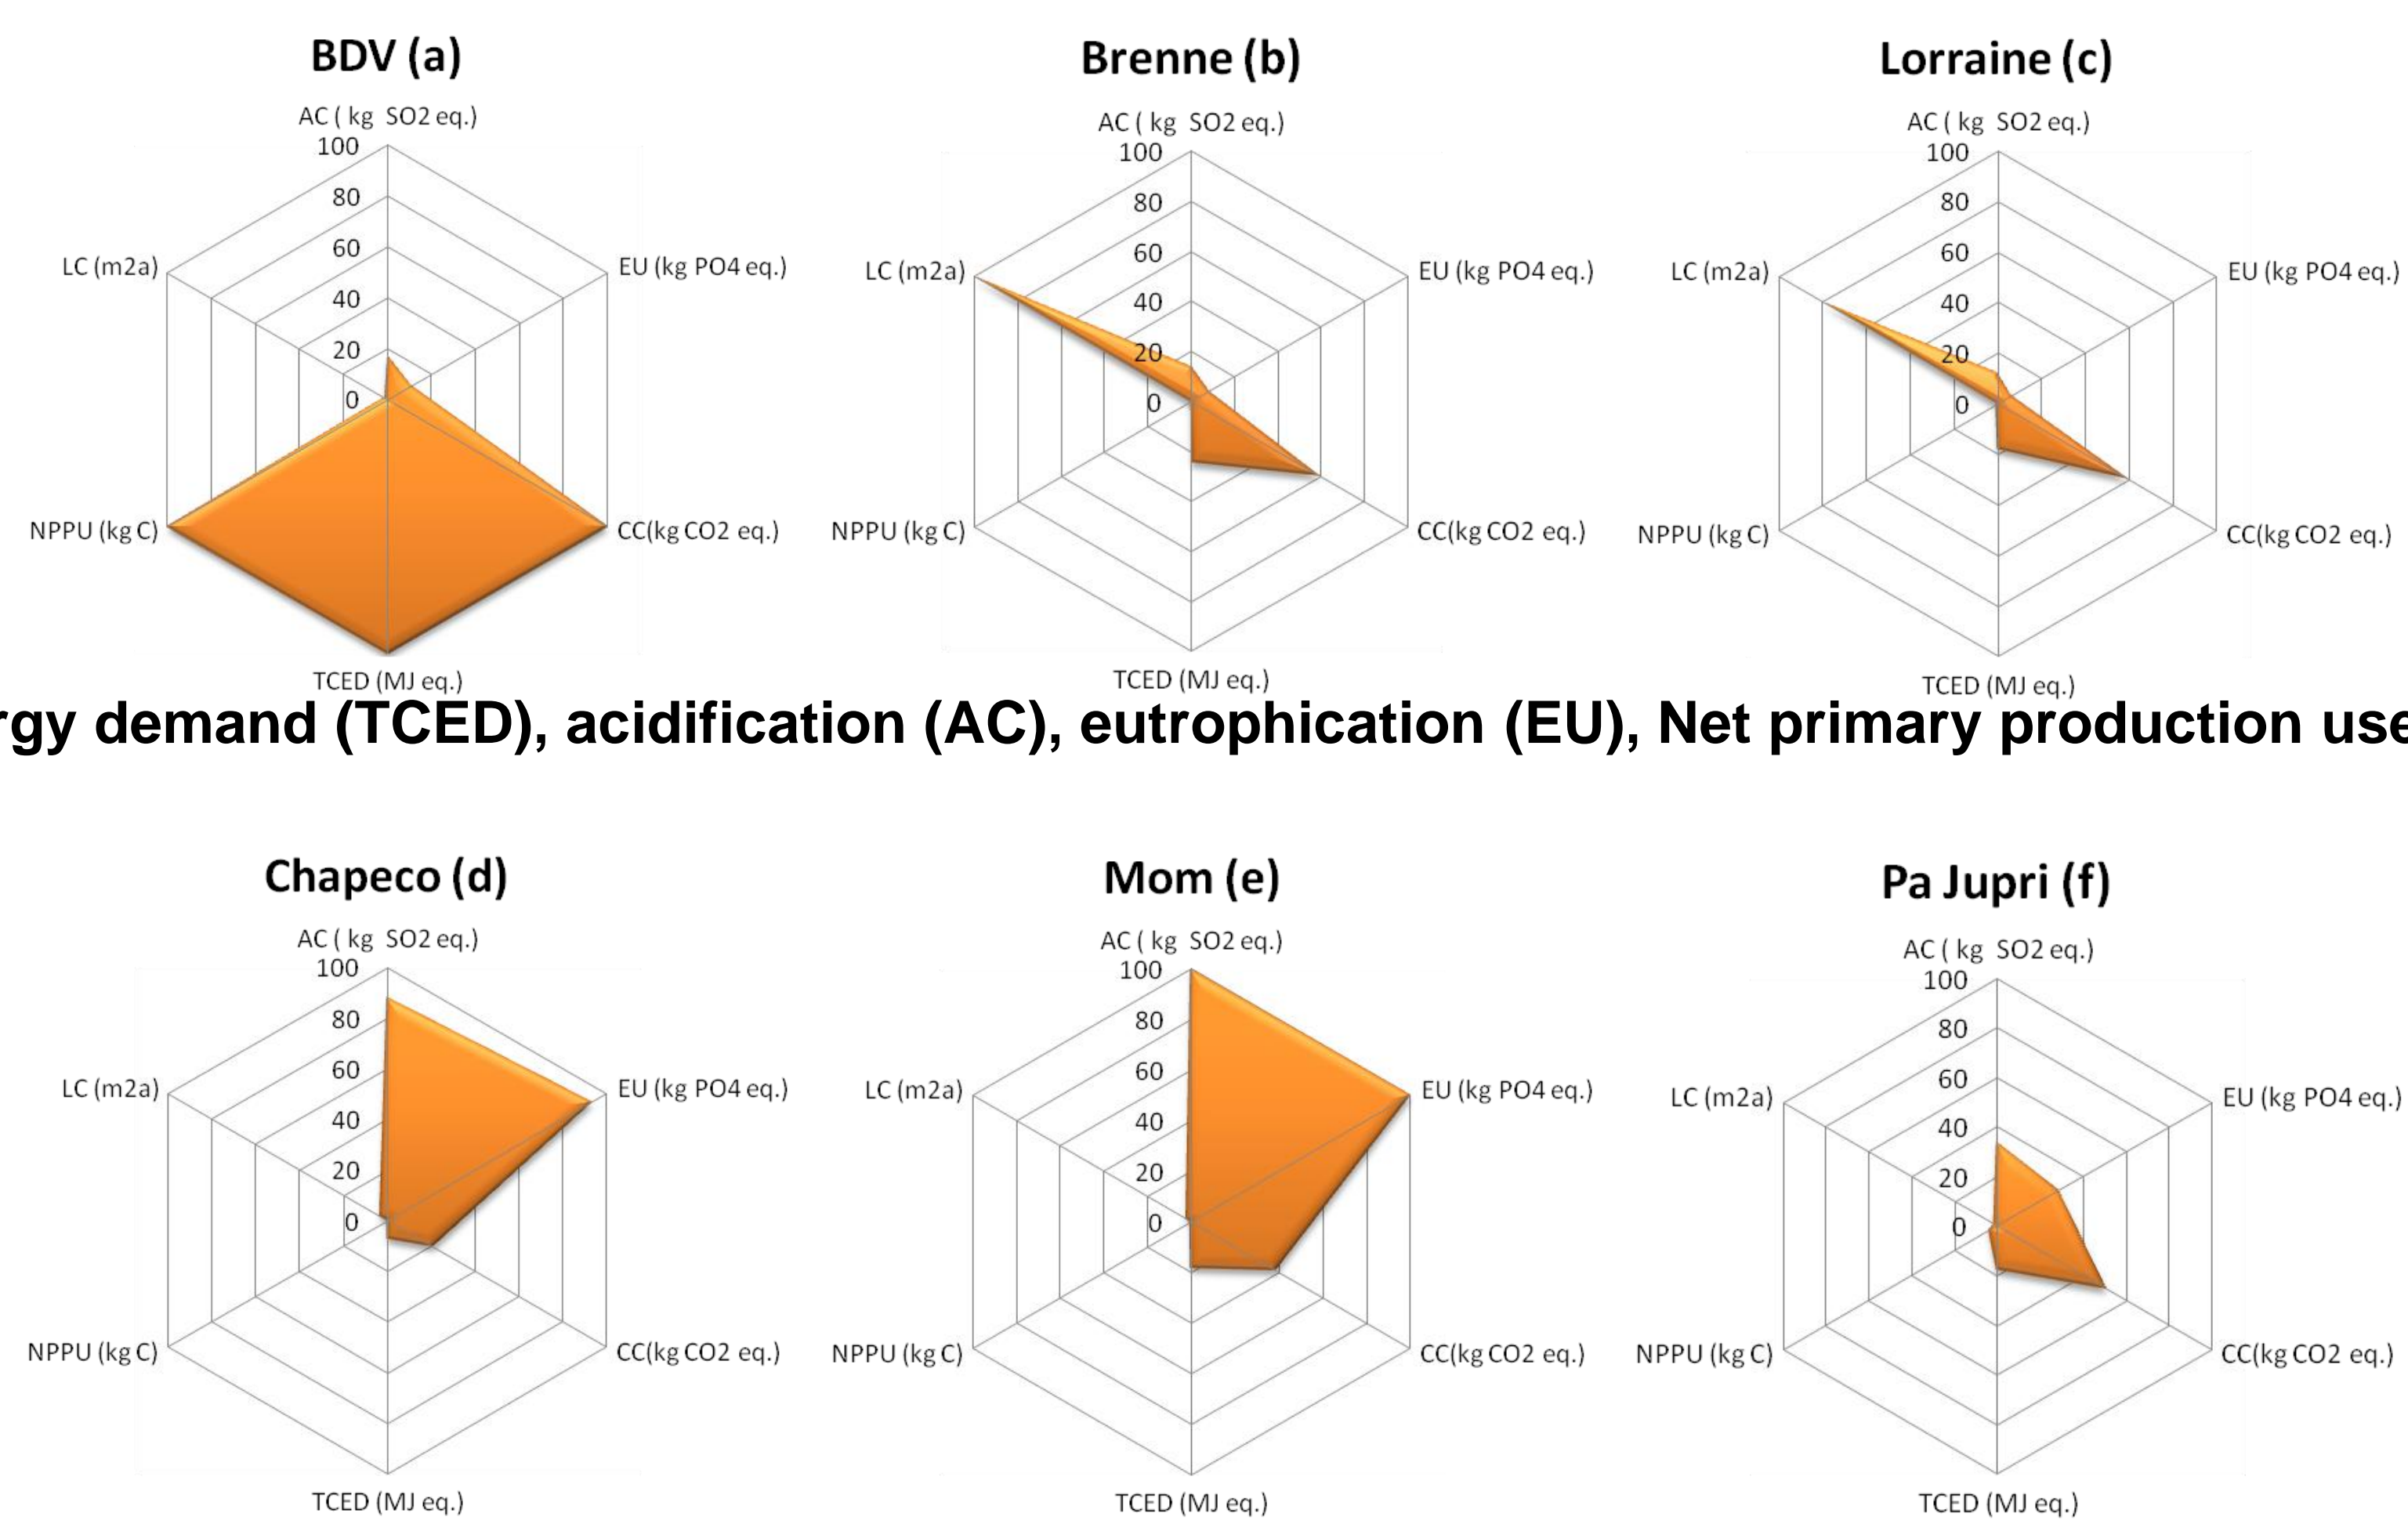 BDV (a)
AC ( kg SO2 eq.)
100
80
60
40
20
0
LC (m2a)
EU (kg PO4 eq.)
NPPU (kg C)
CC(kg CO2 eq.)
TCED (MJ eq.)
Brenne (b)
AC ( kg SO2 eq.)
100
80
60
40
20
0
LC (m2a)
EU (kg PO4 eq.)
NPPU (kg C)
CC(kg CO2 eq.)
TCED (MJ eq.)
Lorraine (c)
AC ( kg SO2 eq.)
100
80
60
40
20
0
LC (m2a)
EU (kg PO4 eq.)
NPPU (kg C)
CC(kg CO2 eq.)
TCED (MJ eq.)
rgy demand (TCED), acidification (AC), eutrophication (EU), Net primary production use
Chapeco (d)
AC ( kg SO2 eq.)
100
80
60
40
20
0
LC (m2a)
EU (kg PO4 eq.)
NPPU (kg C)
CC(kg CO2 eq.)
TCED (MJ eq.)
Mom (e)
AC ( kg SO2 eq.)
100
80
60
40
20
0
LC (m2a)
EU (kg PO4 eq.)
NPPU (kg C)
CC(kg CO2 eq.)
TCED (MJ eq.)
Pa Jupri (f)
AC ( kg SO2 eq.)
100
80
60
40
20
0
LC (m2a)
EU (kg PO4 eq.)
NPPU (kg C)
CC(kg CO2 eq.)
TCED (MJ eq.)